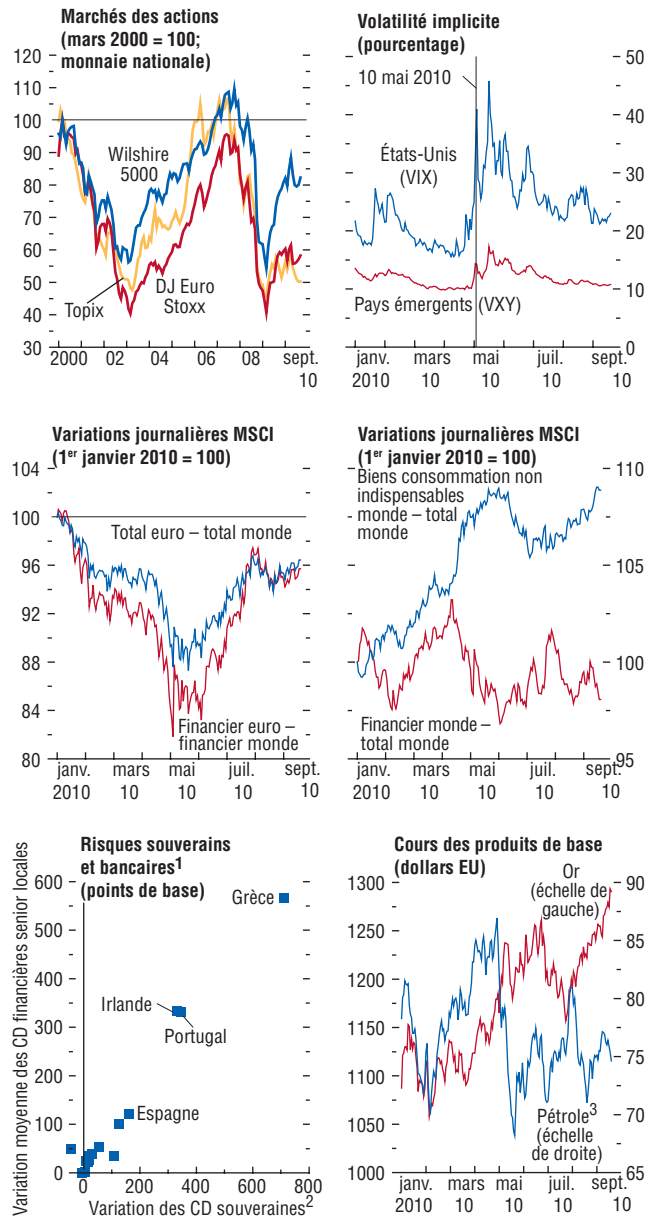 Marchés des actions
(mars 2000 = 100;
monnaie nationale)
120
110
100
90
80
70
60
50
40
30
Wilshire
5000
Topix
DJ Euro
Stoxx
2000 02 04 06 08 sept.
10
Volatilité implicite
(pourcentage)
10 mai 2010
États-Unis
(VIX)
Pays émergents (VXY)
50
40
30
20
10
0
janv. mars mai juil. sept.
2010 10 10 10 10
Variations journalières MSCI
(1er janvier 2010 = 100)
104
100
96
92
88
84
80
Total euro – total monde
Financier euro –
financier monde
janv. mars mai juil. sept.
2010 10 10 10 10
Variations journalières MSCI
(1er janvier 2010 = 100)
Biens consommation non
indispensables
monde – total
monde
110
105
100
95
Financier monde –
total monde
janv. mars mai juil. sept.
2010 10 10 10 10
Risques souverains
et bancaires1
(points de base)
Variation moyenne des CD financières senior locales
600
500
400
300
200
100
0
Grèce
Irlande
Portugal
Espagne
0 200 400 600 800
Variation des CD souveraines2
Cours des produits de base
(dollars EU)
Or
(échelle de
gauche)
1300
1250
1200
1150
1100
1050
1000
90
85
80
75
70
65
Pétrole3
(échelle
de droite)
janv. mars mai juil. sept.
2010 10 10 10 10